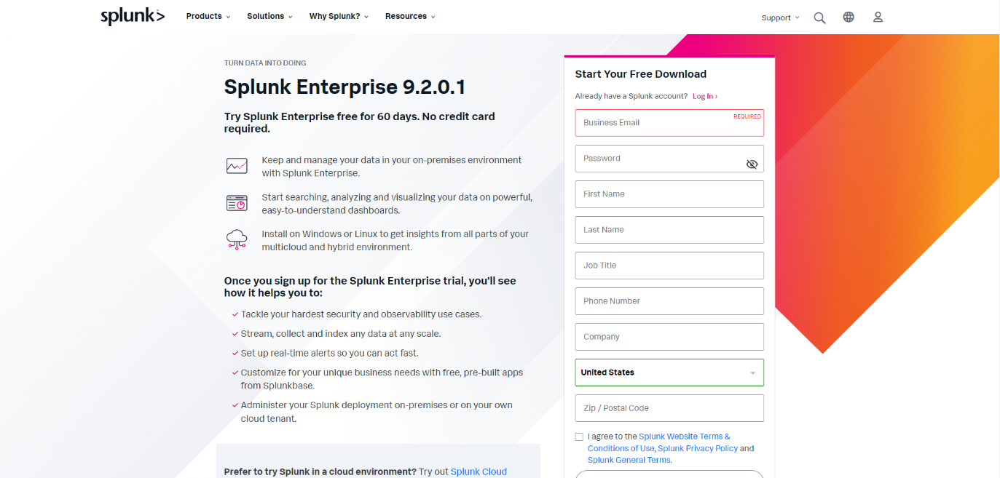 splunk>
Products
Solutions
Why Splunk?
Resources
Support
TURN DATA INTO DOING
Splunk Enterprise 9.2.0.1
Try Splunk Enterprise free for 60 days. No credit card
required.
Keep and manage your data in your on-premises environment
with Splunk Enterprise.
Start searching, analyzing and visualizing your data on powerful,
easy-to-understand dashboards.
Install on Windows or Linux to get insights from all parts of your
multicloud and hybrid environment.
Once you sign up for the Splunk Enterprise trial, you’ll see
how it helps you to:
Tackle your hardest security and observability use cases.
Stream, collect and index any data at any scale.
Set up real-time alerts so you can act fast.
Customize for your unique business needs with free, pre-built apps
from Splunkbase.
Administer your Splunk deployment on-premises or on your own
cloud tenant.
Prefer to try Splunk in a cloud environment? Try out Splunk Cloud
Start Your Free Download
Already have a Splunk account? Log In ›
Business Email
REQUIRED
Password
First Name
Last Name
Job Title
Phone Number
Company
United States
Zip / Postal Code
I agree to the Splunk Website Terms &
Conditions of Use, Splunk Privacy Policy and
Splunk General Terms.